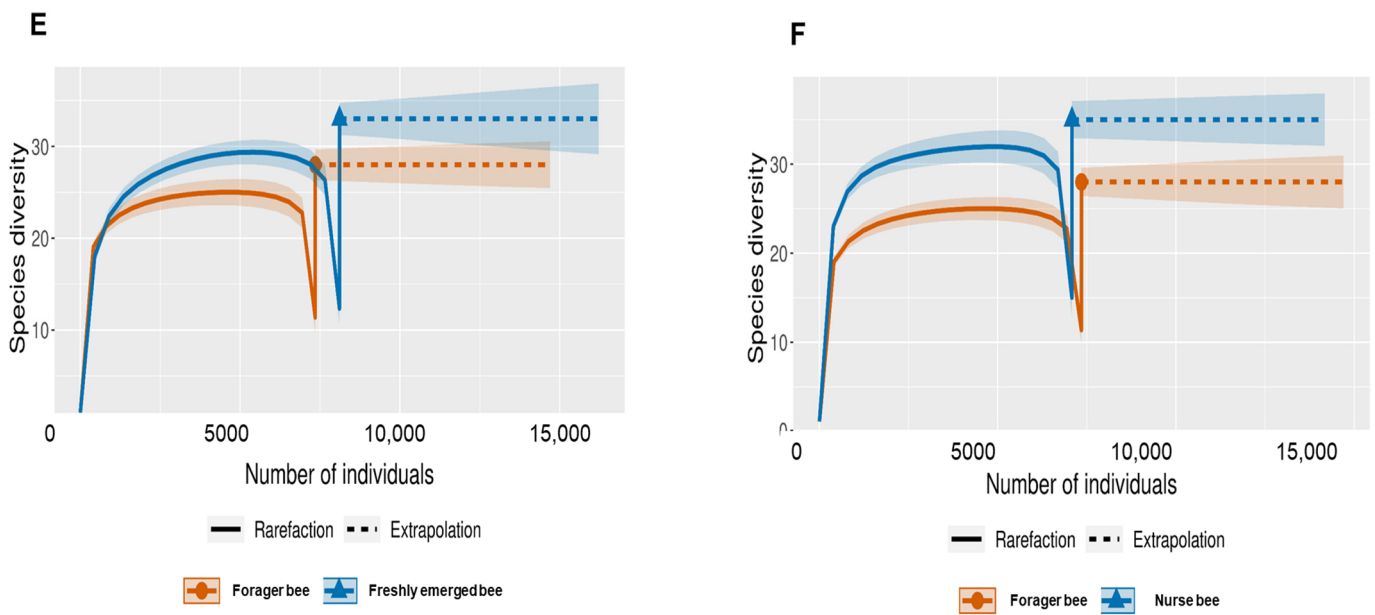 E
Species diversity
30
20
10
0 5000 10,000 15,000
Number of individuals
Rarefaction Extrapolation
Forager bee Freshly emerged bee
F
Species diversity
30
20
10
0
0 5000 10,000 15,000
Number of individuals
Rarefaction Extrapolation
Forager bee Nurse bee